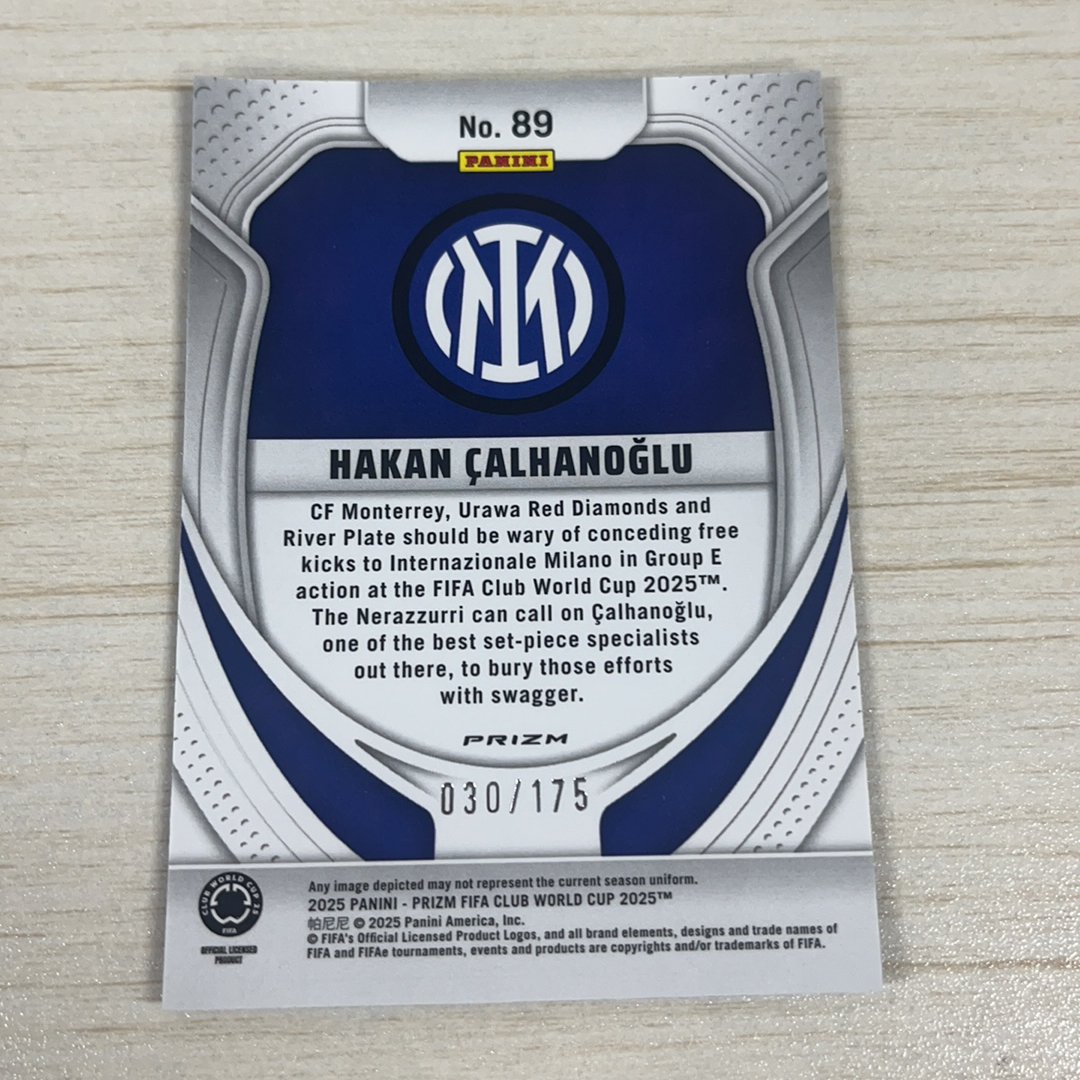 No. 89
PANINI
HAKAN ÇALHANOĞLU
CF Monterrey, Urawa Red Diamonds and
River Plate should be wary of conceding free
kicks to Internazionale Milano in Group E
action at the FIFA Club World Cup 2025™.
The Nerazzurri can call on Çalhanoğlu,
one of the best set-piece specialists
out there, to bury those efforts
with swagger.
PRIZM
030/175
CLUB WORLD CUP 25
FIFA
OFFICIAL LICENSED
PRODUCT
Any image depicted may not represent the current season uniform.
2025 PANINI - PRIZM FIFA CLUB WORLD CUP 2025™
帕尼尼 © 2025 Panini America, Inc.
© FIFA's Official Licensed Product Logos, and all brand elements, designs and trade names of
FIFA and FIFAe tournaments, events and products are copyrights and/or trademarks of FIFA.